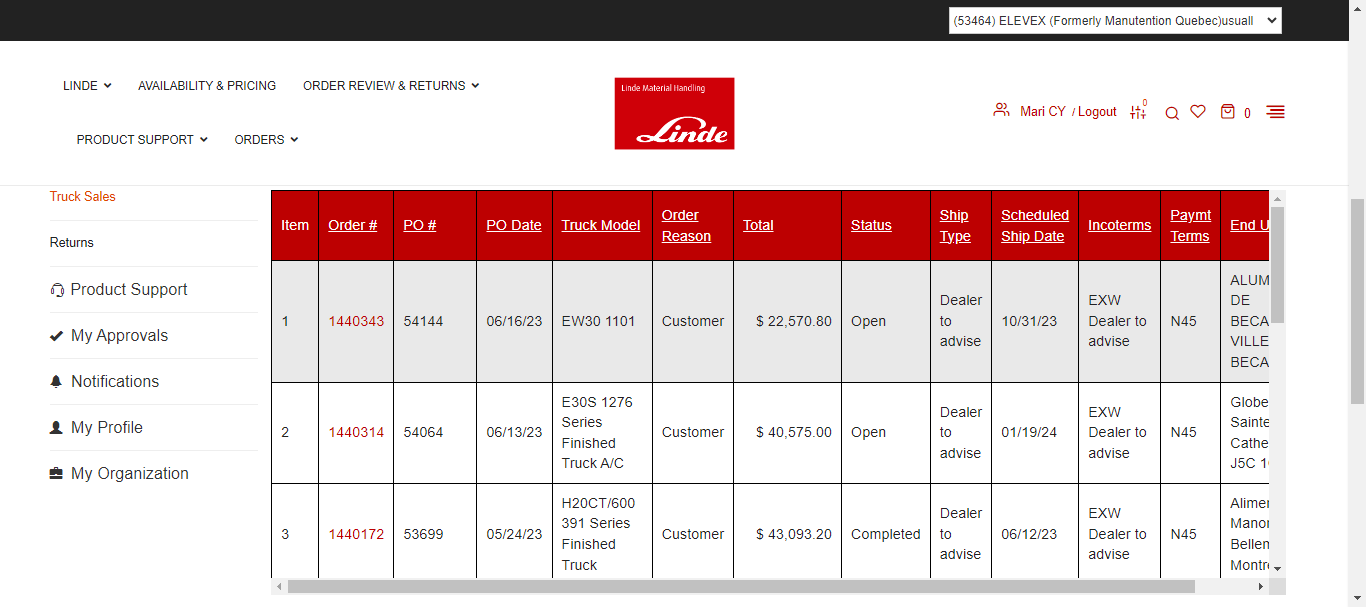 (53464) ELEVEX (Formerly Manutention Quebec)usuall
LINDE
AVAILABILITY & PRICING
ORDER REVIEW & RETURNS
PRODUCT SUPPORT
ORDERS
Linde Material Handling
Linde
Mari CY / Logout
0
0
Truck Sales
Returns
Product Support
My Approvals
Notifications
My Profile
My Organization
Item
Order #
PO #
PO Date
Truck Model
Order
Reason
Total
Status
Ship
Type
Scheduled
Ship Date
Incoterms
Paymt
Terms
End U
1
1440343
54144
06/16/23
EW30 1101
Customer
$ 22,570.80
Open
Dealer
to
advise
10/31/23
EXW
Dealer to
advise
N45
ALUM
DE
BECA
VILLE
BECA
2
1440314
54064
06/13/23
E30S 1276
Series
Finished
Truck A/C
Customer
$ 40,575.00
Open
Dealer
to
advise
01/19/24
EXW
Dealer to
advise
N45
Globe
Sainte
Cathe
J5C 1
3
1440172
53699
05/24/23
H20CT/600
391 Series
Finished
Truck
Customer
$ 43,093.20
Completed
Dealer
to
advise
06/12/23
EXW
Dealer to
advise
N45
Alimen
Manor
Bellem
Montre